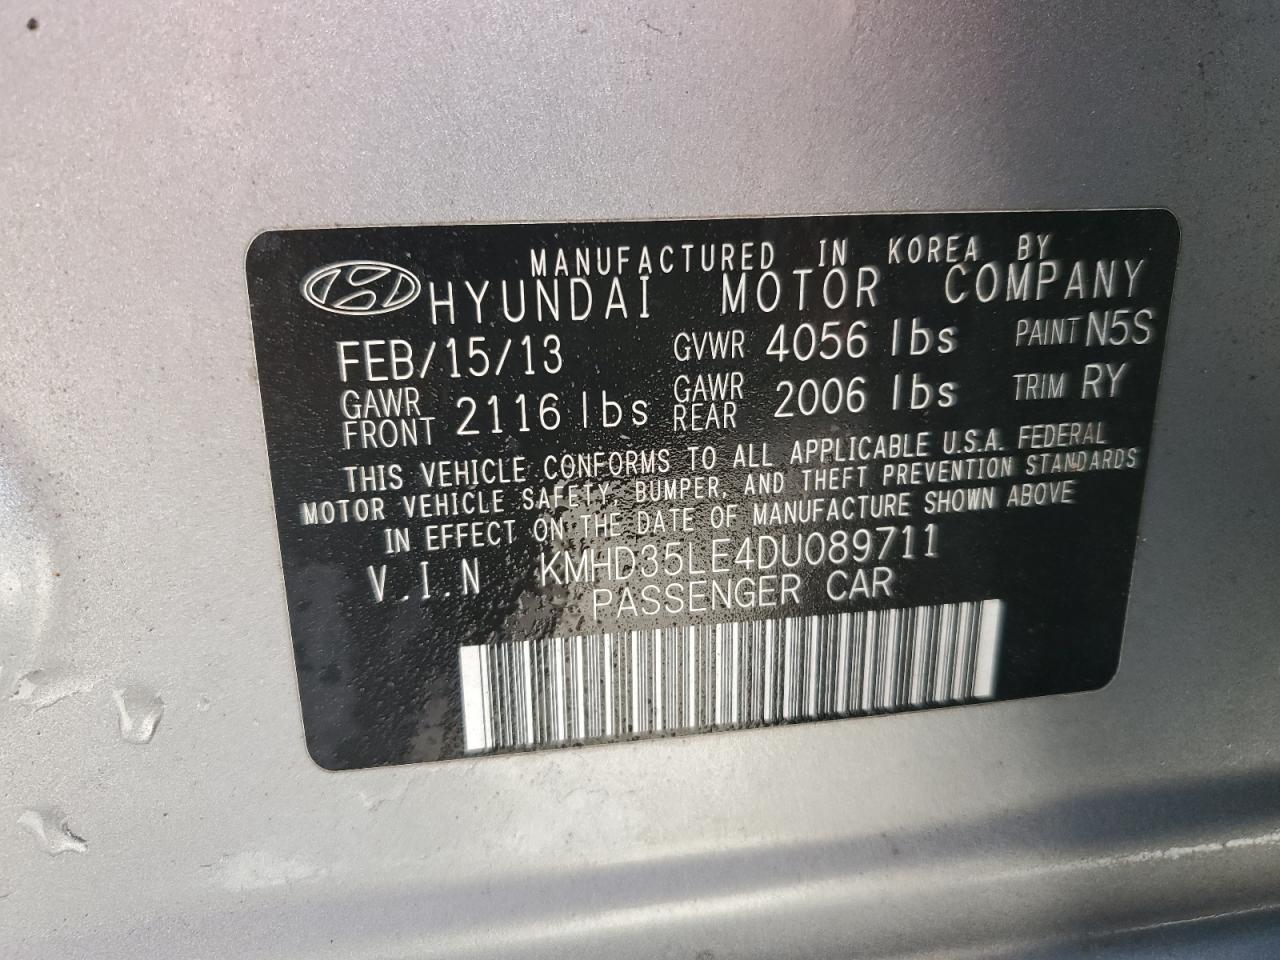 MANUFACTURED IN KOREA BY
HYUNDAI MOTOR COMPANY
FEB/15/13 GVWR 4056 lbs PAINT N5S
GAWR FRONT 2116 lbs GAWR REAR 2006 lbs TRIM RY
THIS VEHICLE CONFORMS TO ALL APPLICABLE U.S.A. FEDERAL
MOTOR VEHICLE SAFETY, BUMPER, AND THEFT PREVENTION STANDARDS
IN EFFECT ON THE DATE OF MANUFACTURE SHOWN ABOVE
V.I.N KMHD35LE4DU089711
PASSENGER CAR